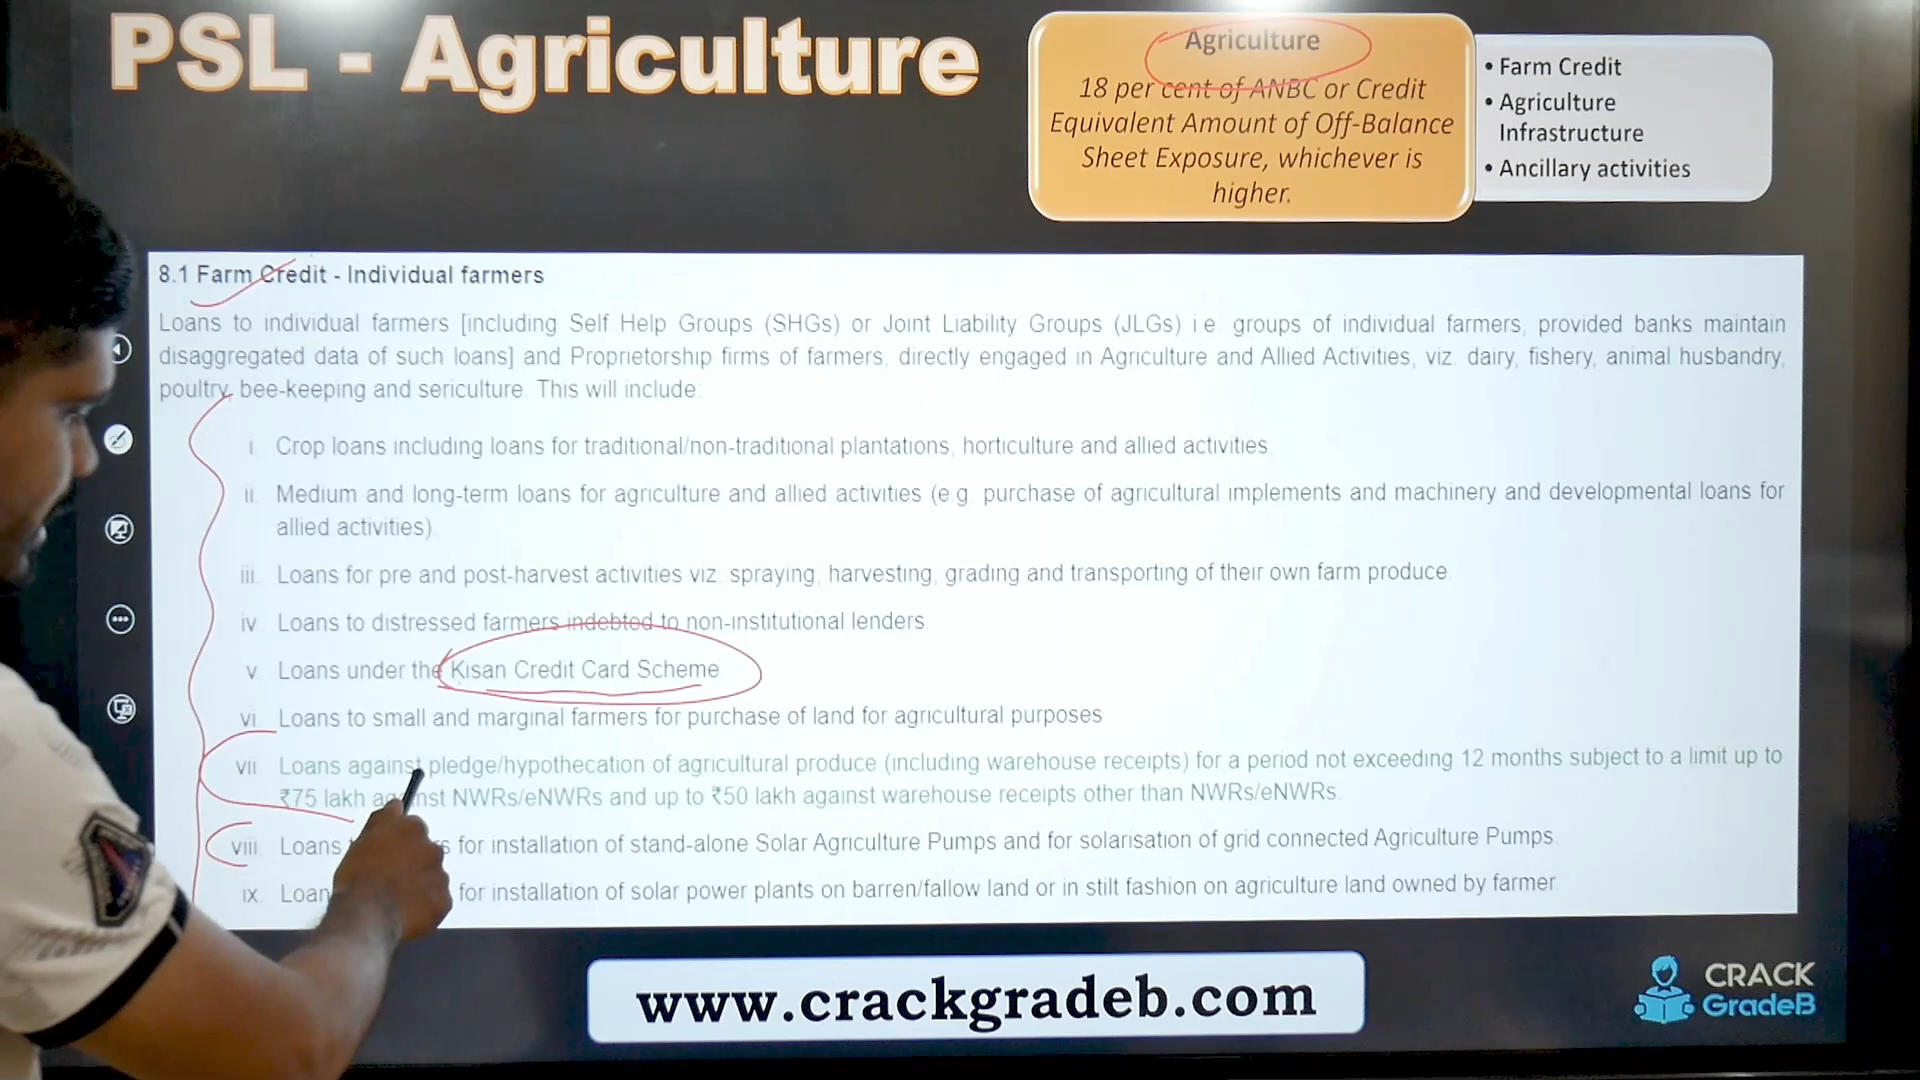 PSL - Agriculture
Agriculture
18 per cent of ANBC or Credit
Equivalent Amount of Off-Balance
Sheet Exposure, whichever is
higher.
• Farm Credit
• Agriculture
Infrastructure
• Ancillary activities
8.1 Farm Credit - Individual farmers
Loans to individual farmers [including Self Help Groups (SHGs) or Joint Liability Groups (JLGs) i e groups of individual farmers, provided banks maintain
disaggregated data of such loans] and Proprietorship firms of farmers, directly engaged in Agriculture and Allied Activities, viz. dairy, fishery, animal husbandry,
poultry, bee-keeping and sericulture. This will include:
i. Crop loans including loans for traditional/non-traditional plantations, horticulture and allied activities.
ii. Medium and long-term loans for agriculture and allied activities (e g purchase of agricultural implements and machinery and developmental loans for
allied activities).
iii. Loans for pre and post-harvest activities viz. spraying, harvesting, grading and transporting of their own farm produce.
iv. Loans to distressed farmers indebted to non-institutional lenders.
v. Loans under the Kisan Credit Card Scheme
vi. Loans to small and marginal farmers for purchase of land for agricultural purposes
vii. Loans against pledge/hypothecation of agricultural produce (including warehouse receipts) for a period not exceeding 12 months subject to a limit up to
₹75 lakh against NWRs/eNWRs and up to ₹50 lakh against warehouse receipts other than NWRs/eNWRs.
viii. Loans for installation of stand-alone Solar Agriculture Pumps and for solarisation of grid connected Agriculture Pumps.
ix. for installation of solar power plants on barren/fallow land or in stilt fashion on agriculture land owned by farmer.
www.crackgradeb.com
CRACK
GradeB